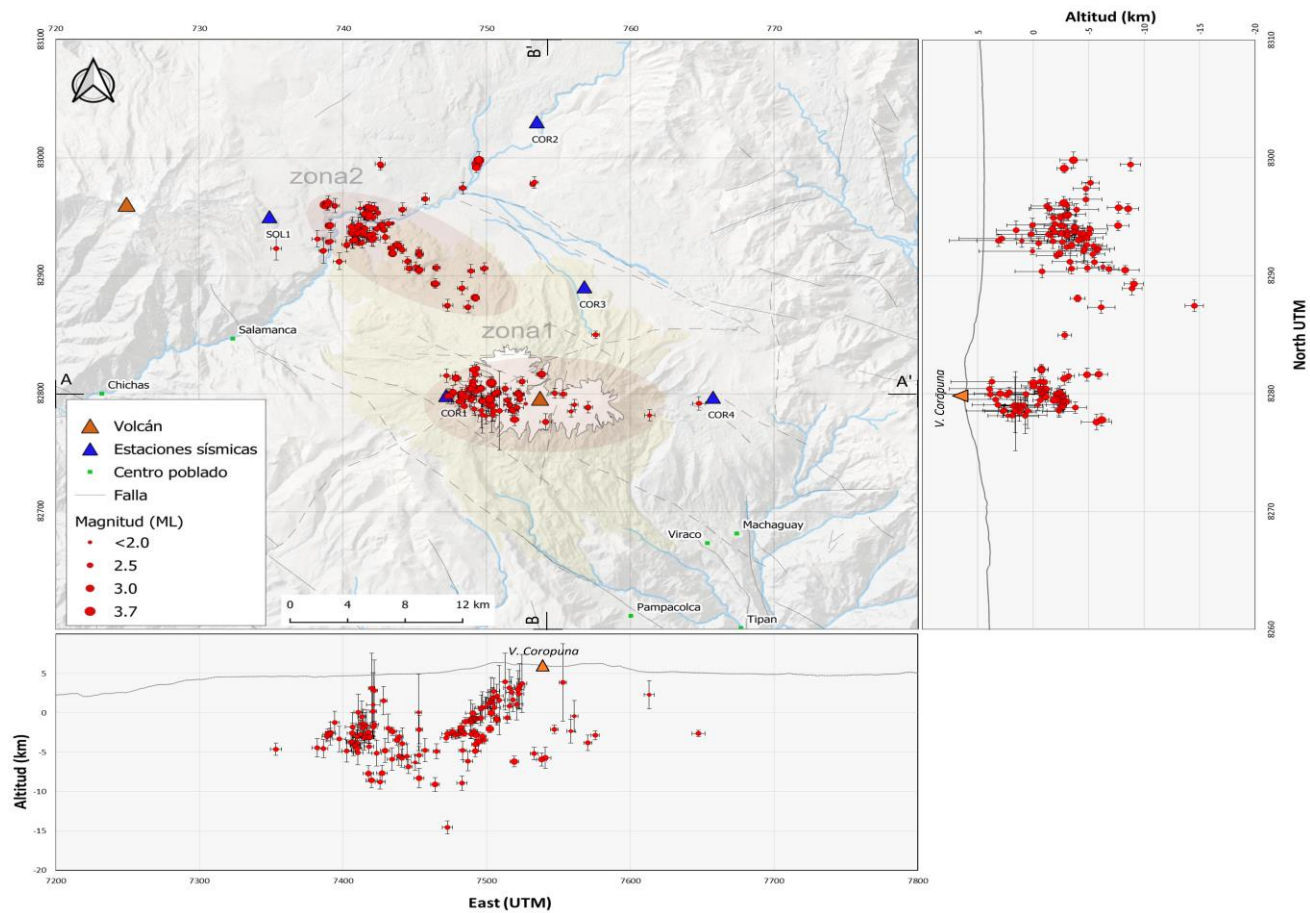 720
730
740
750
760
770
Altitud (km)
5
0
-5
-10
-15
-20
83100
83000
82900
82800
82700
B'
COR2
zona2
SOL1
COR3
Salamanca
zona1
Chichas
A
A'
COR1
COR4
Volcán
Estaciones sísmicas
Centro poblado
Falla
Magnitud (ML)
<2.0
2.5
3.0
3.7
0 4 8 12 km
Viraco
Machaguay
Pampacolca
Tipan
B
V. Coropuna
8310
8300
8290
8280
8270
8260
North UTM
V. Coropuna
Altitud (km)
5
0
-5
-10
-15
-20
7200
7300
7400
7500
7600
7700
7800
East (UTM)